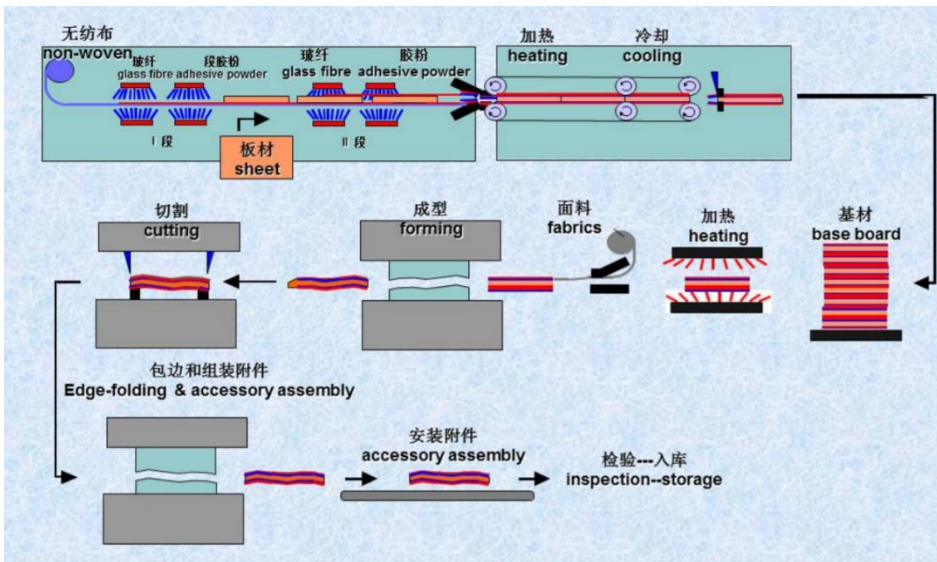 无纺布
non-woven
玻纤
glass fibre
段胶粉
adhesive powder
玻纤
glass fibre
胶粉
adhesive powder
加热
heating
冷却
cooling
I 段
II 段
板材
sheet
切割
cutting
成型
forming
面料
fabrics
加热
heating
基材
base board
包边和组装附件
Edge-folding & accessory assembly
安装附件
accessory assembly
检验---入库
inspection--storage